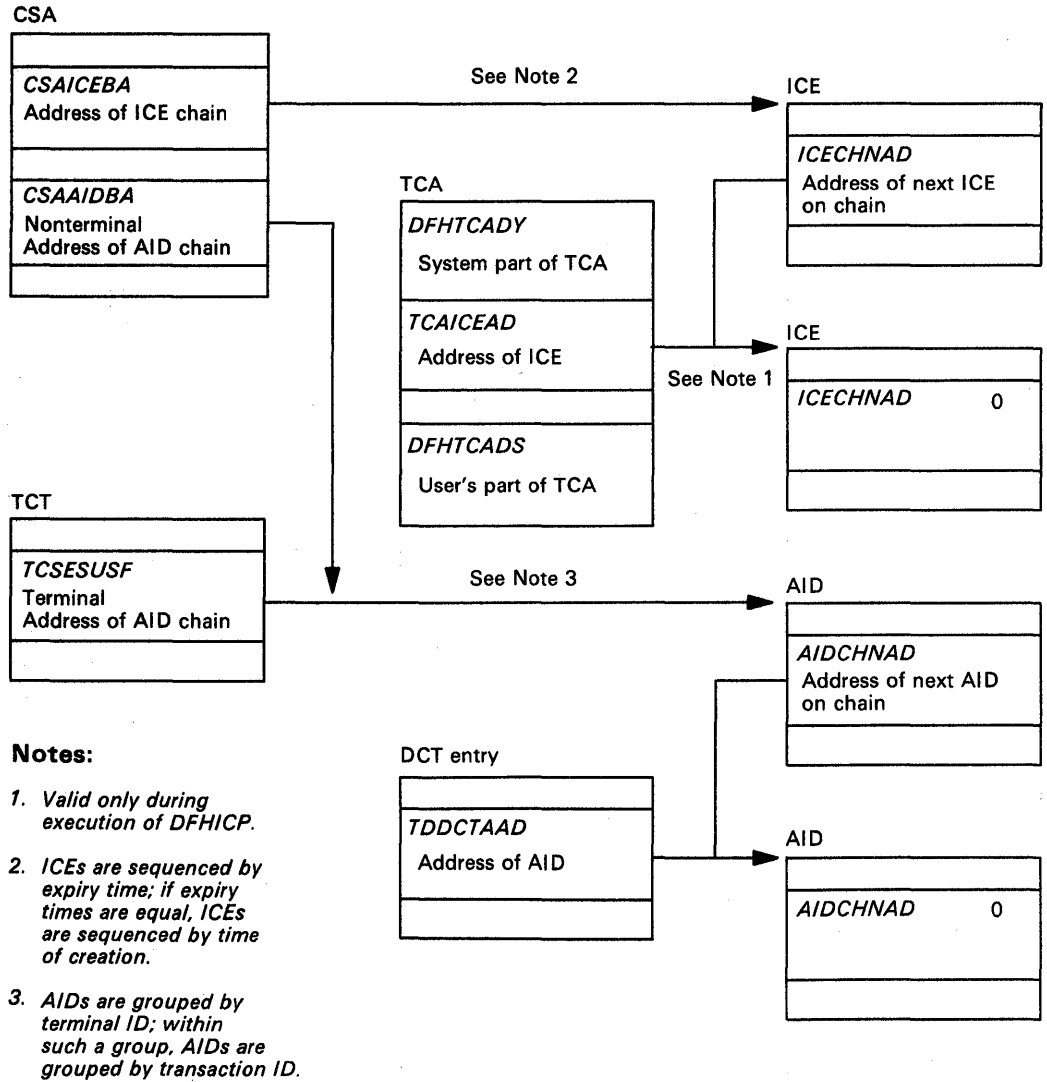 CSA
CSAICEBA
Address of ICE chain
CSAAIDBA
Nonterminal
Address of AID chain
See Note 2
ICE
ICECHNAD
Address of next ICE
on chain
TCA
DFHTCADY
System part of TCA
TCAICEAD
Address of ICE
DFHTCADS
User's part of TCA
See Note 1
ICE
ICECHNAD 0
TCT
TCSESUSF
Terminal
Address of AID chain
See Note 3
AID
AIDCHNAD
Address of next AID
on chain
DCT entry
TDDCTAAD
Address of AID
AID
AIDCHNAD 0
Notes:
1. Valid only during
execution of DFHICP.
2. ICEs are sequenced by
expiry time; if expiry
times are equal, ICEs
are sequenced by time
of creation.
3. AIDs are grouped by
terminal ID; within
such a group, AIDs are
grouped by transaction ID.